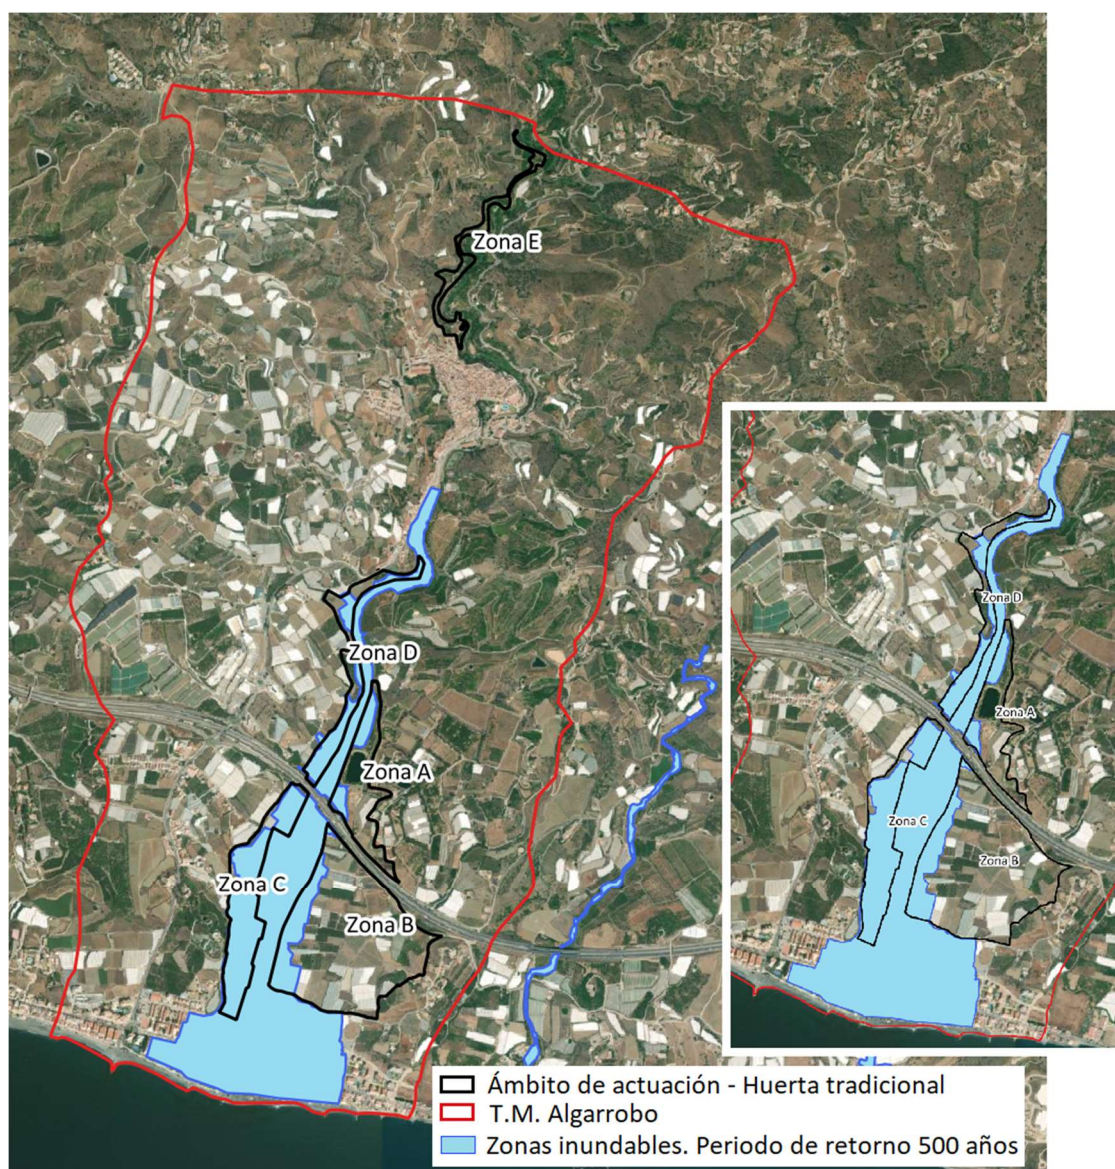 Zona E
Zona D
Zona A
Zona C
Zona B
Zona D
Zona A
Zona C
Zona B
Ámbito de actuación - Huerta tradicional
T.M. Algarrobo
Zonas inundables. Periodo de retorno 500 años